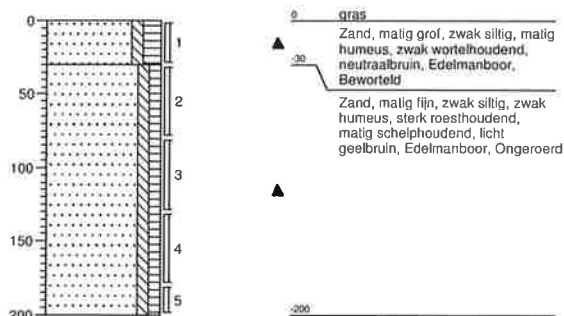 0
50
100
150
200
1
2
3
4
5
0 gras
Zand, matig grof, zwak siltig, matig
humeus, zwak wortelhoudend,
neutraalbruin, Edelmanboor,
Beworteld
-30
Zand, matig fijn, zwak siltig, zwak
humeus, sterk roesthoudend,
matig schelphoudend, licht
geelbruin, Edelmanboor, Ongeroerd
-200